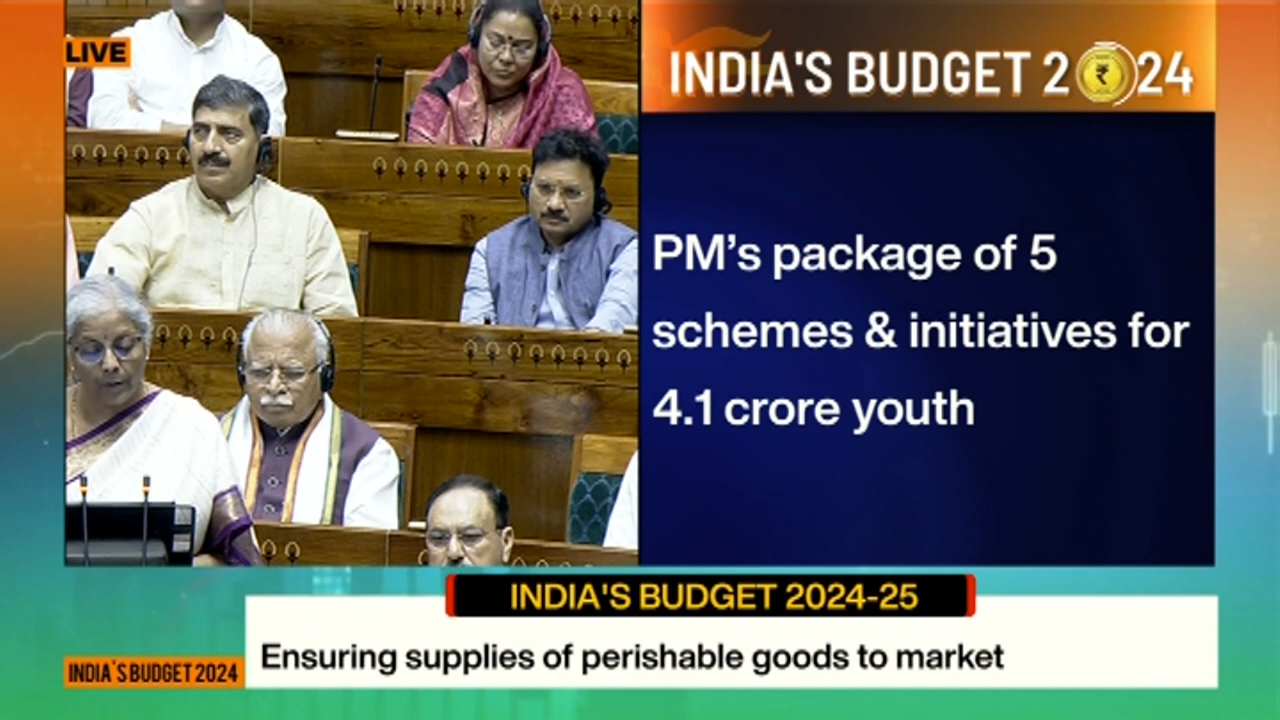 LIVE
INDIA'S BUDGET 2024
PM's package of 5
schemes & initiatives for
4.1 crore youth
INDIA'S BUDGET 2024-25
Ensuring supplies of perishable goods to market
INDIA'S BUDGET 2024